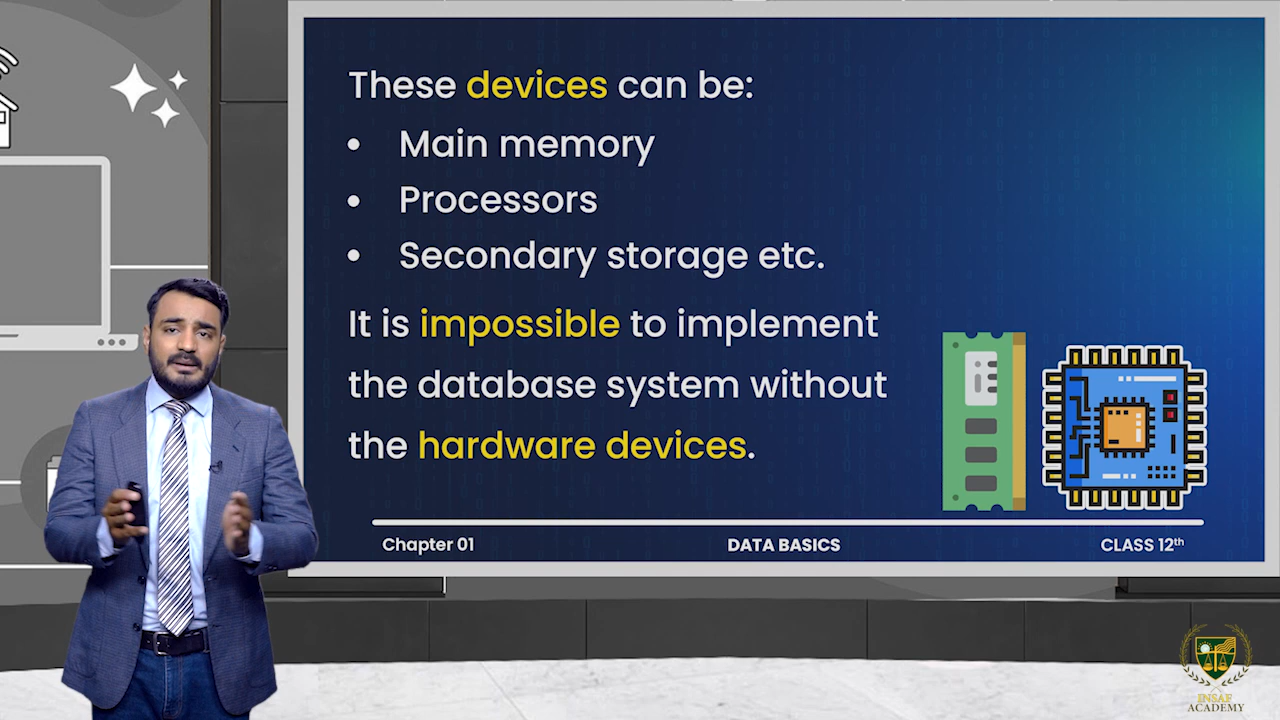 These devices can be:
• Main memory
• Processors
• Secondary storage etc.
It is impossible to implement
the database system without
the hardware devices.
Chapter 01
DATA BASICS
CLASS 12th
INSAF
ACADEMY